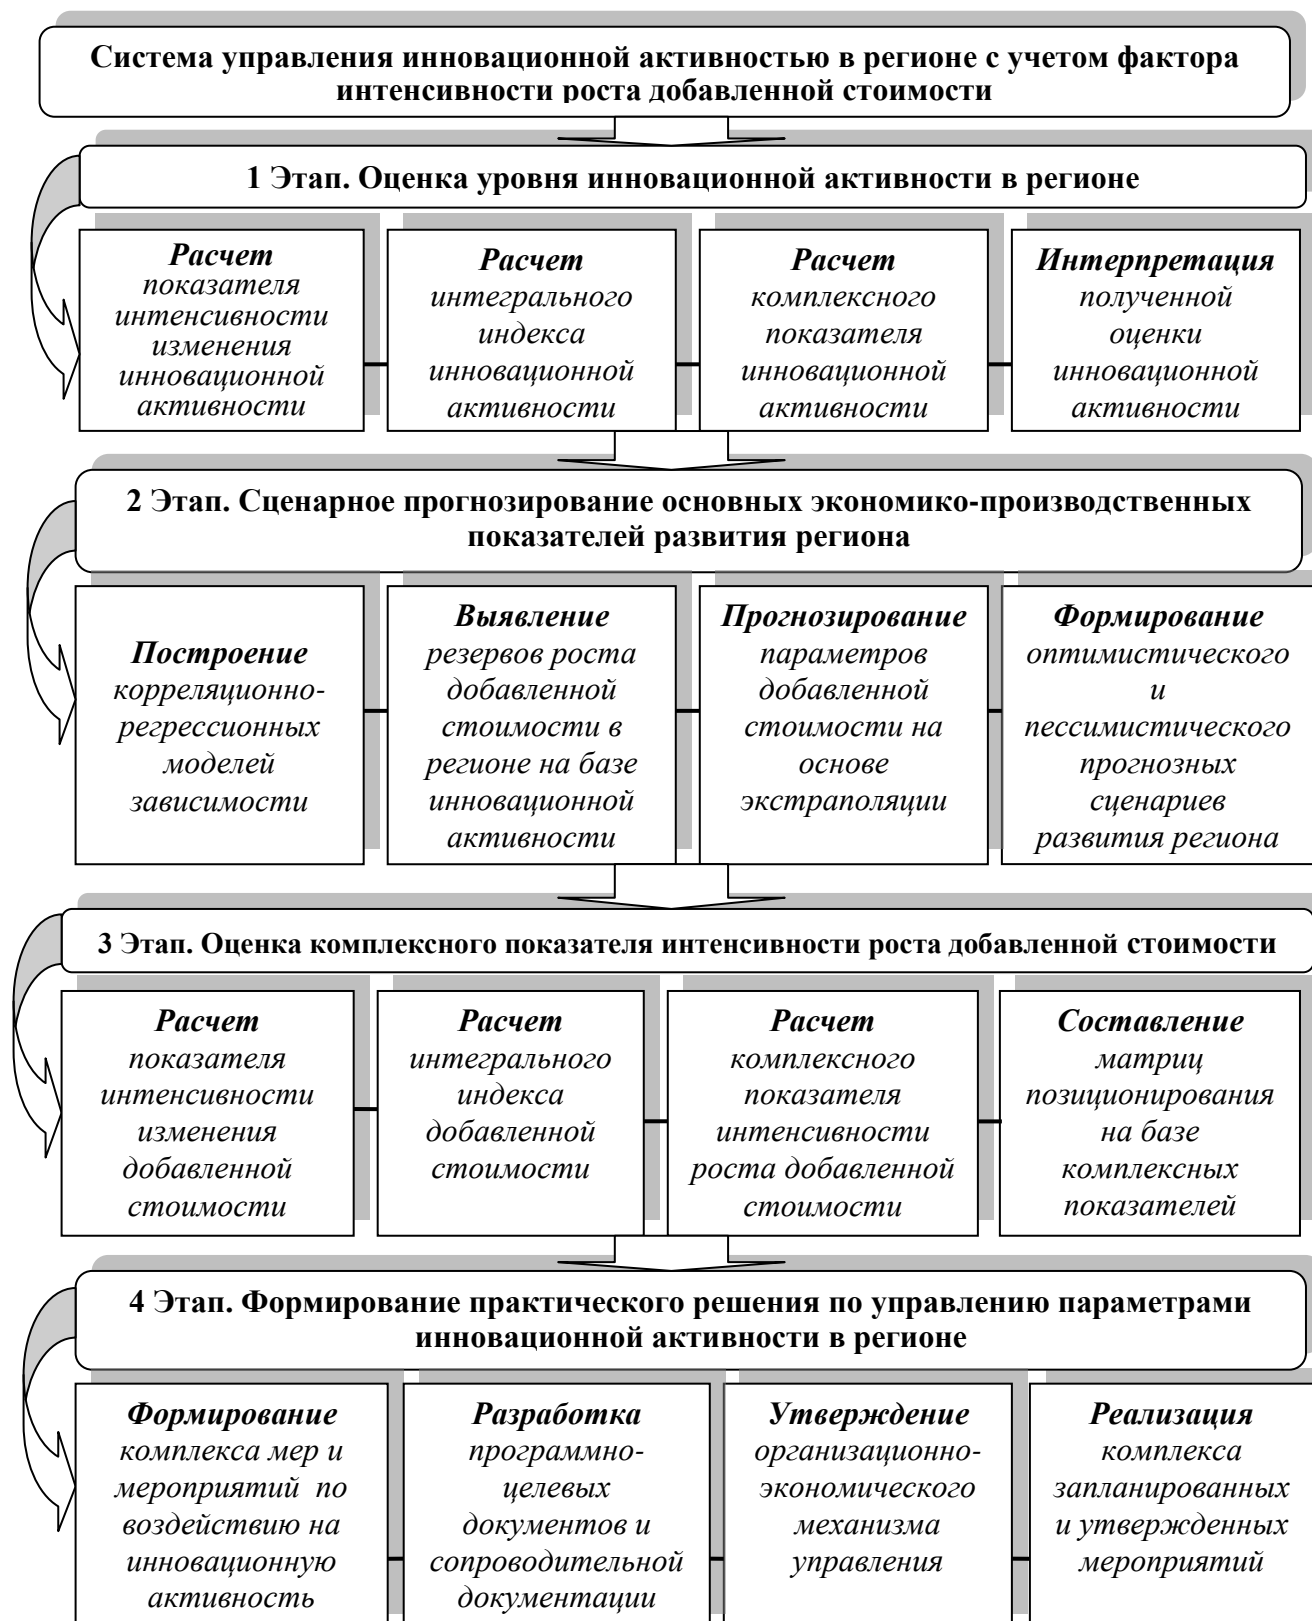 Система управления инновационной активностью в регионе с учетом фактора
интенсивности роста добавленной стоимости
1 Этап. Оценка уровня инновационной активности в регионе
Расчет
показателя
интенсивности
изменения
инновационной
активности
Расчет
интегрального
индекса
инновационной
активности
Расчет
комплексного
показателя
инновационной
активности
Интерпретация
полученной
оценки
инновационной
активности
2 Этап. Сценарное прогнозирование основных экономико-производственных
показателей развития региона
Построение
корреляционно-
регрессионных
моделей
зависимости
Выявление
резервов роста
добавленной
стоимости в
регионе на базе
инновационной
активности
Прогнозирование
параметров
добавленной
стоимости на
основе
экстраполяции
Формирование
оптимистического
и
пессимистического
прогнозных
сценариев
развития региона
3 Этап. Оценка комплексного показателя интенсивности роста добавленной стоимости
Расчет
показателя
интенсивности
изменения
добавленной
стоимости
Расчет
интегрального
индекса
добавленной
стоимости
Расчет
комплексного
показателя
интенсивности
роста добавленной
стоимости
Составление
матриц
позиционирования
на базе
комплексных
показателей
4 Этап. Формирование практического решения по управлению параметрами
инновационной активности в регионе
Формирование
комплекса мер и
мероприятий по
воздействию на
инновационную
активность
Разработка
программно-
целевых
документов и
сопроводительной
документации
Утверждение
организационно-
экономического
механизма
управления
Реализация
комплекса
запланированных
и утвержденных
мероприятий